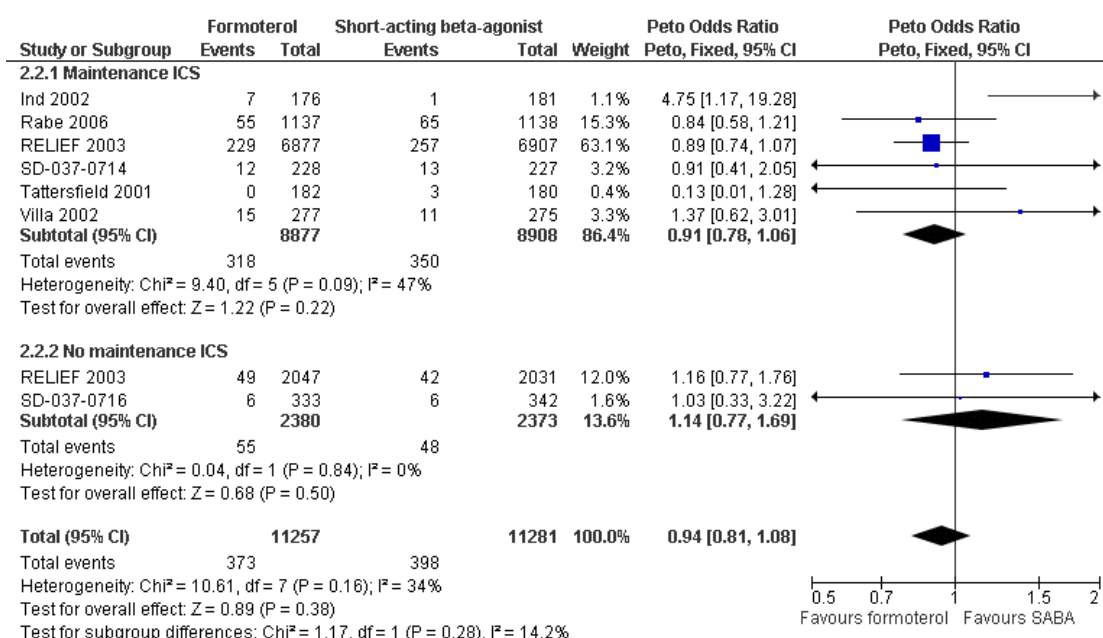 Formoterol Short-acting beta-agonist Peto Odds Ratio Peto Odds Ratio
Study or Subgroup Events Total Events Total Weight Peto, Fixed, 95% CI Peto, Fixed, 95% CI
2.2.1 Maintenance ICS
Ind 2002 7 176 1 181 1.1% 4.75 [1.17, 19.28]
Rabe 2006 55 1137 65 1138 15.3% 0.84 [0.58, 1.21]
RELIEF 2003 229 6877 257 6907 63.1% 0.89 [0.74, 1.07]
SD-037-0714 12 228 13 227 3.2% 0.91 [0.41, 2.05]
Tattersfield 2001 0 182 3 180 0.4% 0.13 [0.01, 1.28]
Villa 2002 15 277 11 275 3.3% 1.37 [0.62, 3.01]
Subtotal (95% CI) 8877 8908 86.4% 0.91 [0.78, 1.06]
Total events 318 350
Heterogeneity: Chi² = 9.40, df = 5 (P = 0.09); I² = 47%
Test for overall effect: Z = 1.22 (P = 0.22)
2.2.2 No maintenance ICS
RELIEF 2003 49 2047 42 2031 12.0% 1.16 [0.77, 1.76]
SD-037-0716 6 333 6 342 1.6% 1.03 [0.33, 3.22]
Subtotal (95% CI) 2380 2373 13.6% 1.14 [0.77, 1.69]
Total events 55 48
Heterogeneity: Chi² = 0.04, df = 1 (P = 0.84); I² = 0%
Test for overall effect: Z = 0.68 (P = 0.50)
Total (95% CI) 11257 11281 100.0% 0.94 [0.81, 1.08]
Total events 373 398
Heterogeneity: Chi² = 10.61, df = 7 (P = 0.16); I² = 34%
Test for overall effect: Z = 0.89 (P = 0.38)
Test for subgroup differences: Chi² = 1.17, df = 1 (P = 0.28), I² = 14.2%
0.5 0.7 1 1.5 2
Favours formoterol Favours SABA